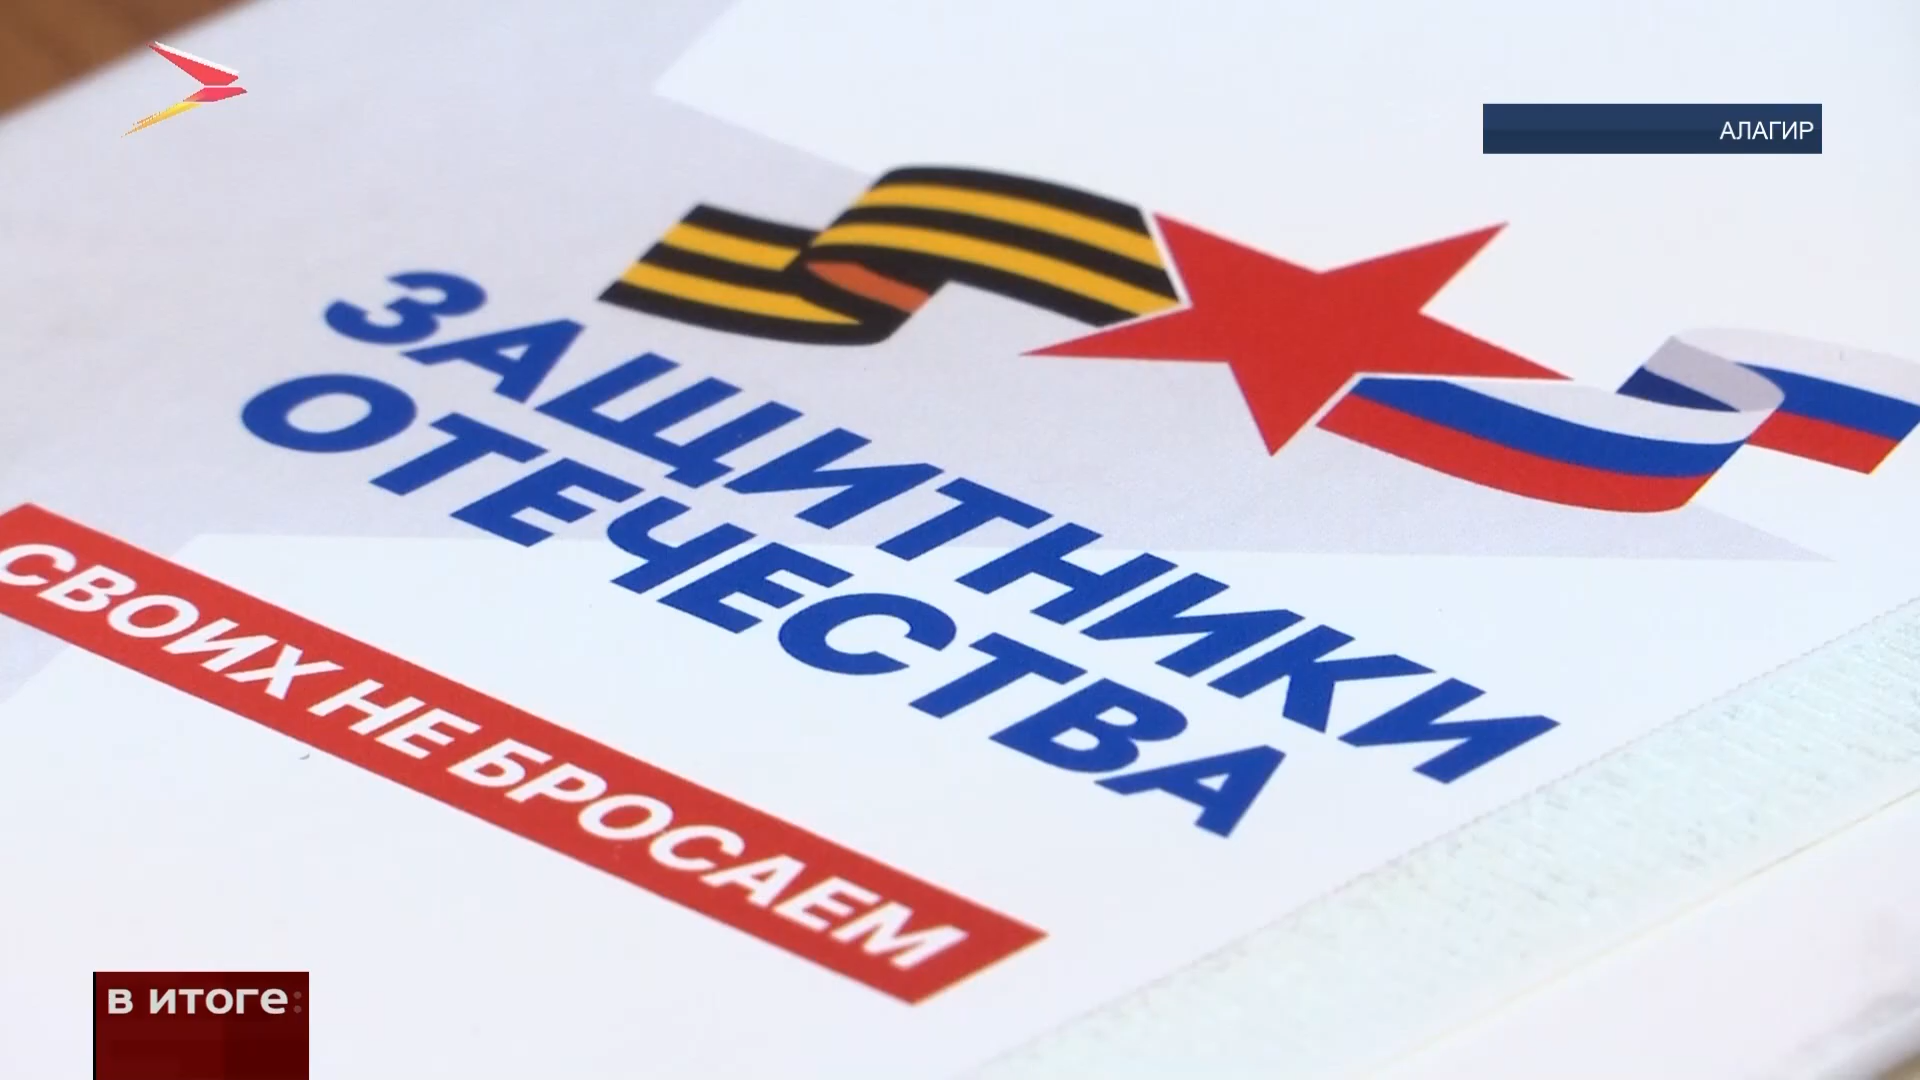 АЛАГИР
ЗАЩИТНИКИ
ОТЕЧЕСТВА
СВОИХ НЕ БРОСАЕМ
в итоге: